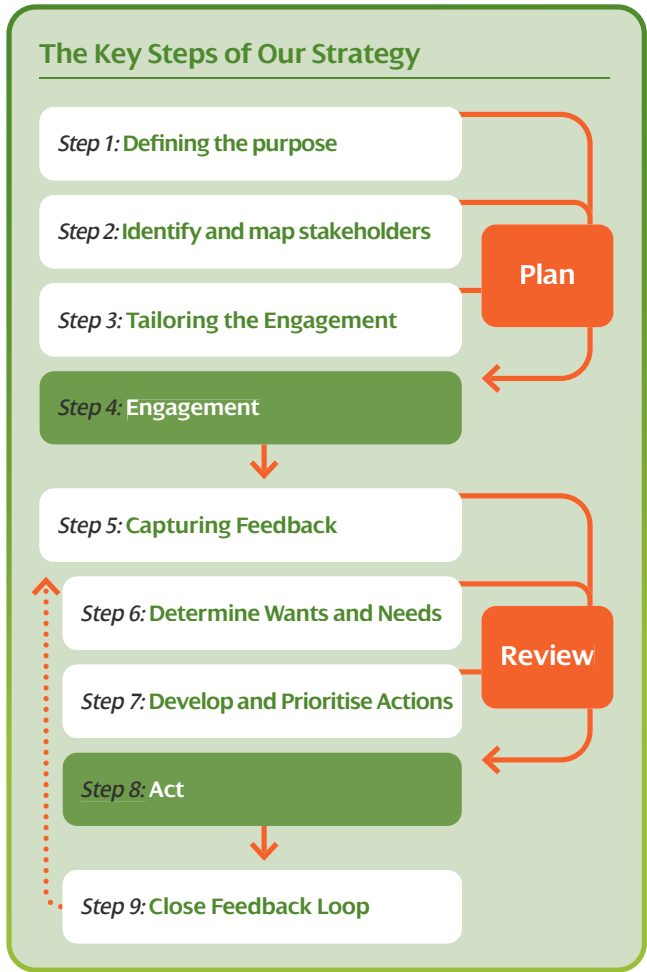 The Key Steps of Our Strategy
Step 1: Defining the purpose
Step 2: Identify and map stakeholders
Plan
Step 3: Tailoring the Engagement
Step 4: Engagement
Step 5: Capturing Feedback
Step 6: Determine Wants and Needs
Review
Step 7: Develop and Prioritise Actions
Step 8: Act
Step 9: Close Feedback Loop